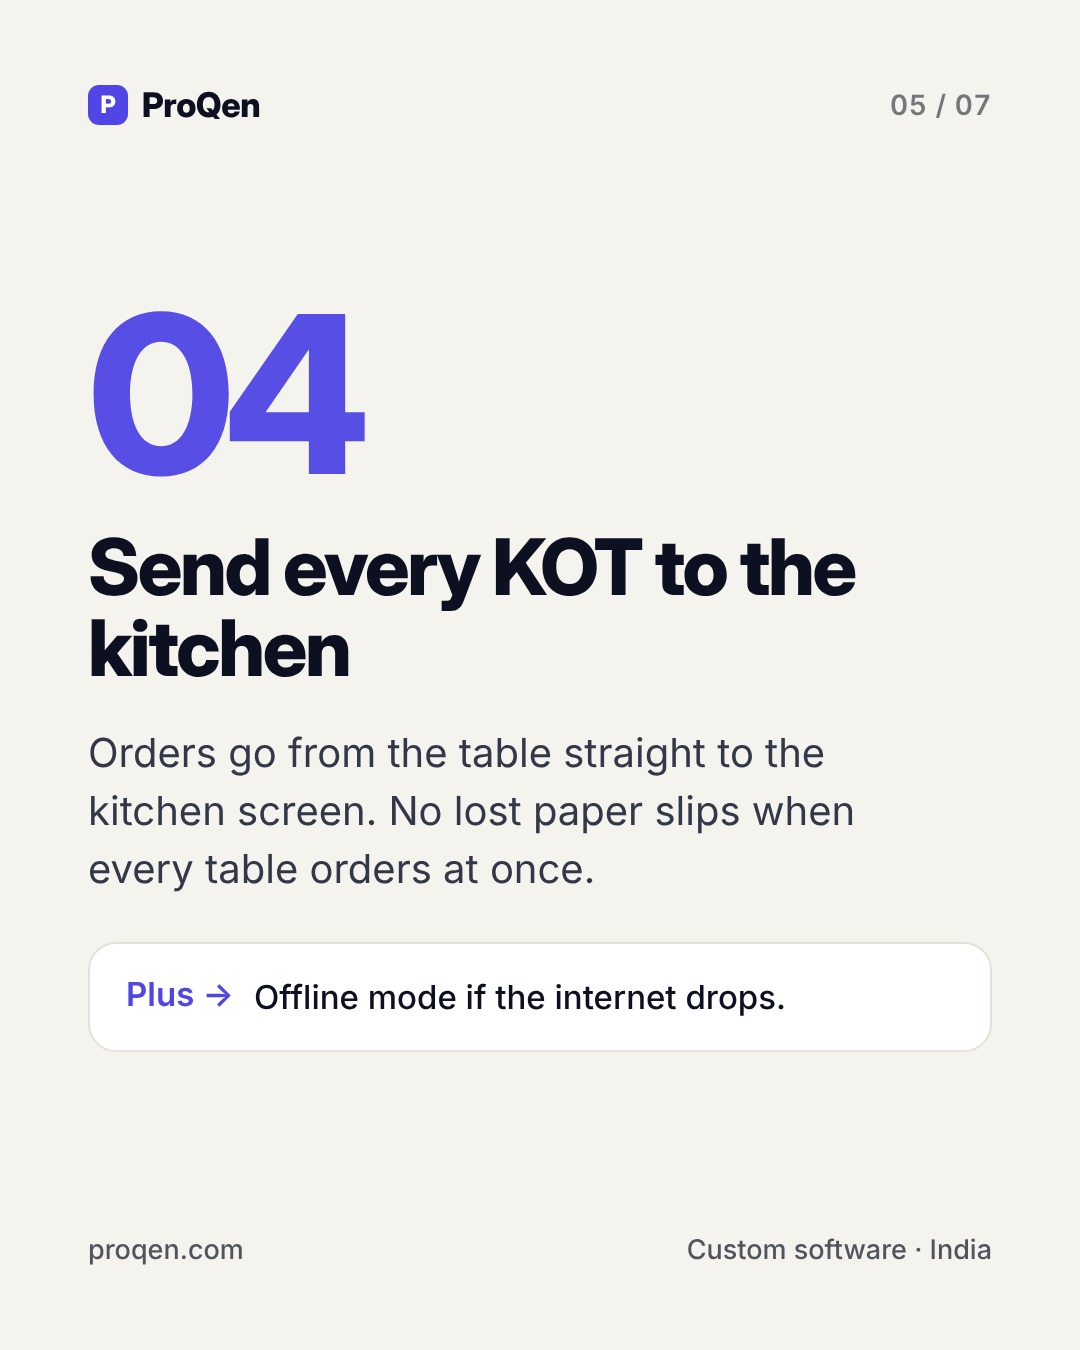 P ProQen
05 / 07
04
Send every KOT to the
kitchen
Orders go from the table straight to the
kitchen screen. No lost paper slips when
every table orders at once.
Plus → Offline mode if the internet drops.
proqen.com
Custom software · India